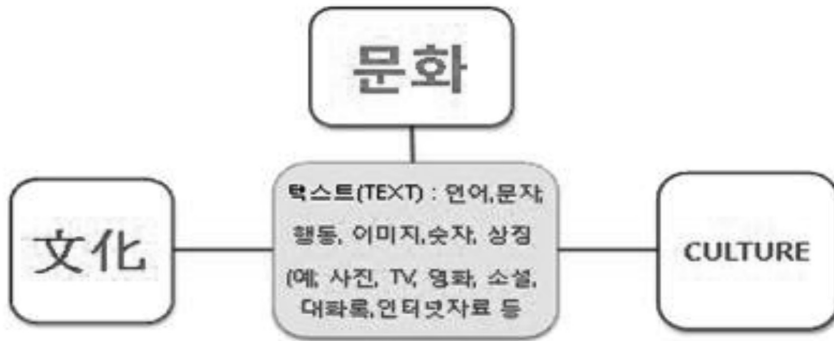 문화
텍스트(TEXT) : 언어,문자,
행동, 이미지,숫자, 상징
(예; 사진, TV, 영화, 소설,
대화록,인터넷자료 등
文化
CULTURE